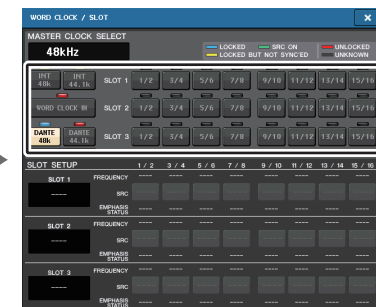 WORD CLOCK / SLOT
MASTER CLOCK SELECT
48kHz
LOCKED SRC ON UNLOCKED
LOCKED BUT NOT SYNC'ED UNKNOWN
INT 48k INT 44.1k SLOT 1 1/2 3/4 5/6 7/8 9/10 11/12 13/14 15/16
WORD CLOCK IN SLOT 2 1/2 3/4 5/6 7/8 9/10 11/12 13/14 15/16
DANTE 48k DANTE 44.1k SLOT 3 1/2 3/4 5/6 7/8 9/10 11/12 13/14 15/16
SLOT SETUP 1 / 2 3 / 4 5 / 6 7 / 8 9 / 10 11 / 12 13 / 14 15 / 16
SLOT 1 FREQUENCY ---- ---- ---- ---- ---- ---- ---- ----
---- SRC
EMPHASIS STATUS ---- ---- ---- ---- ---- ---- ---- ----
SLOT 2 FREQUENCY ---- ---- ---- ---- ---- ---- ---- ----
---- SRC
EMPHASIS STATUS ---- ---- ---- ---- ---- ---- ---- ----
SLOT 3 FREQUENCY ---- ---- ---- ---- ---- ---- ---- ----
---- SRC
EMPHASIS STATUS ---- ---- ---- ---- ---- ---- ---- ----